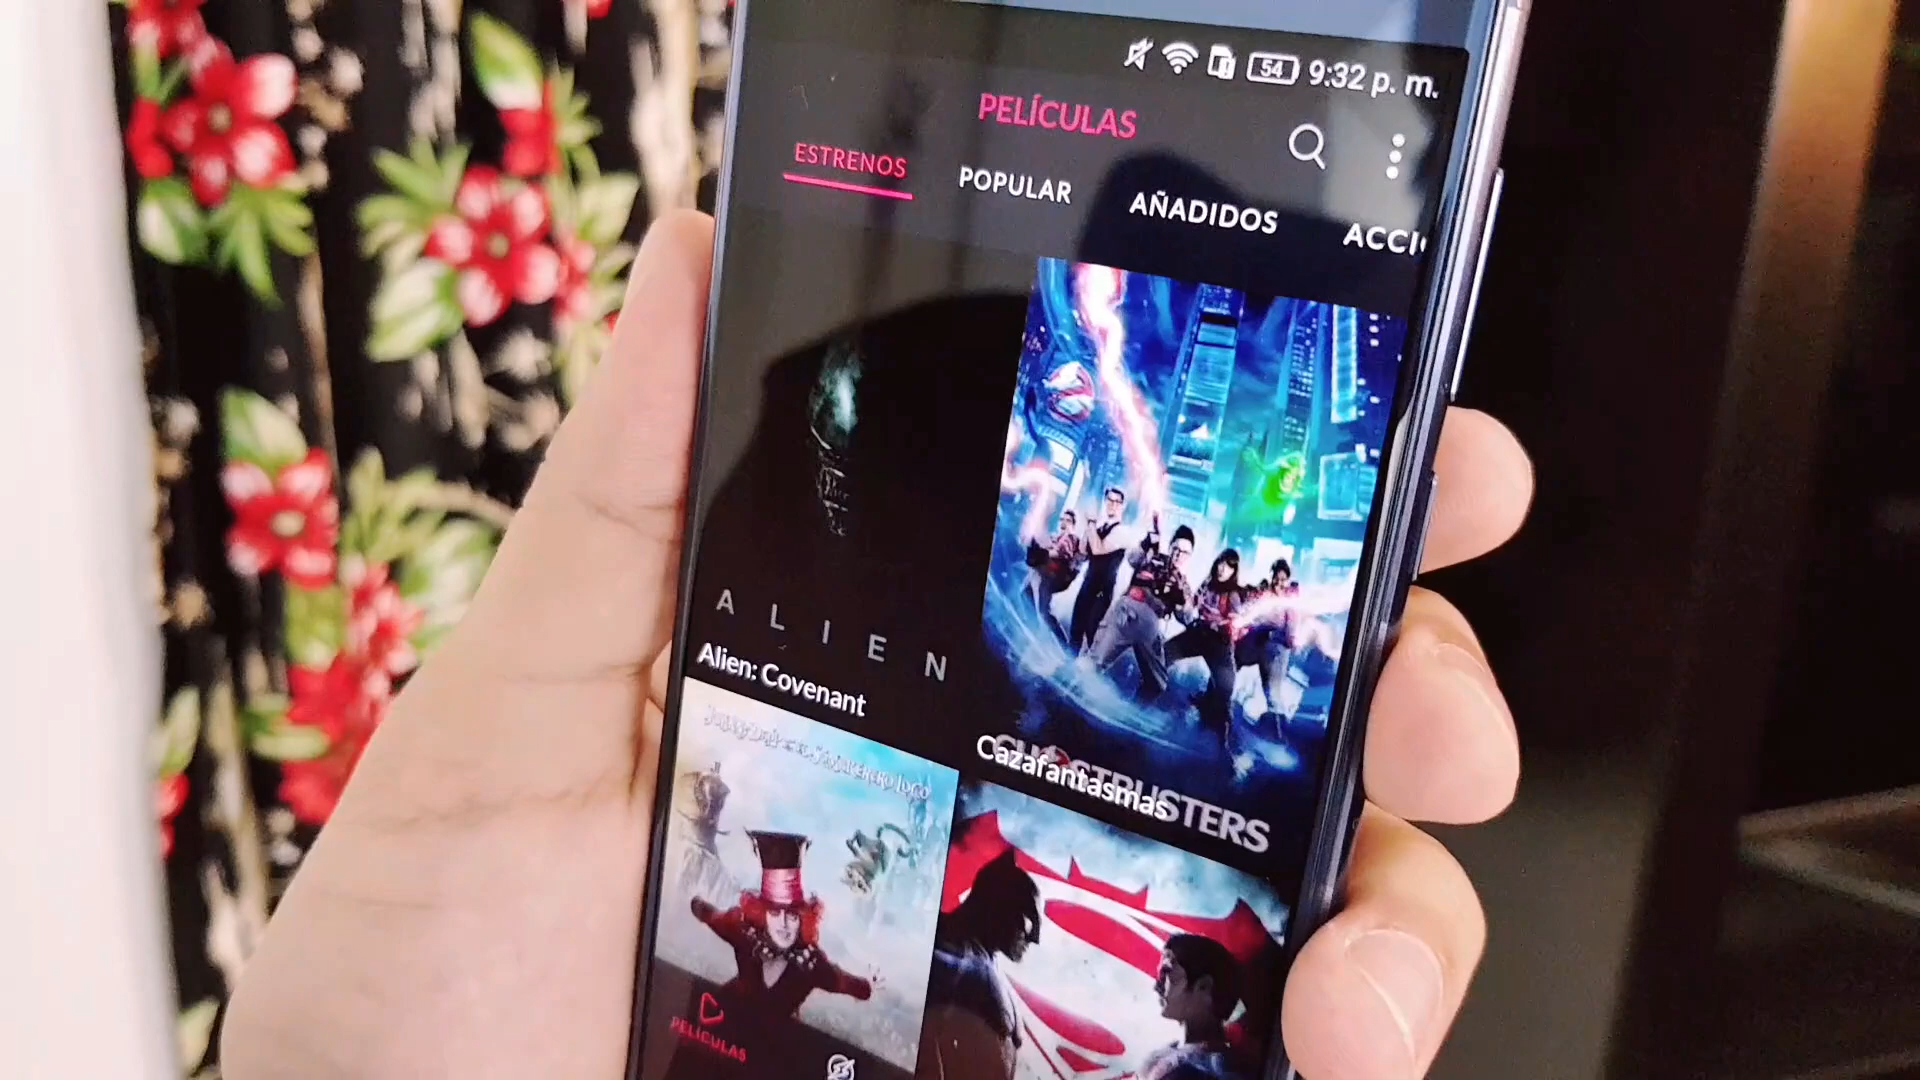 54 9:32 p. m.
PELÍCULAS
ESTRENOS POPULAR AÑADIDOS ACCI
ALIEN
Alien: Covenant
GHOSTBUSTERS
Cazafantasmas
PELÍCULAS